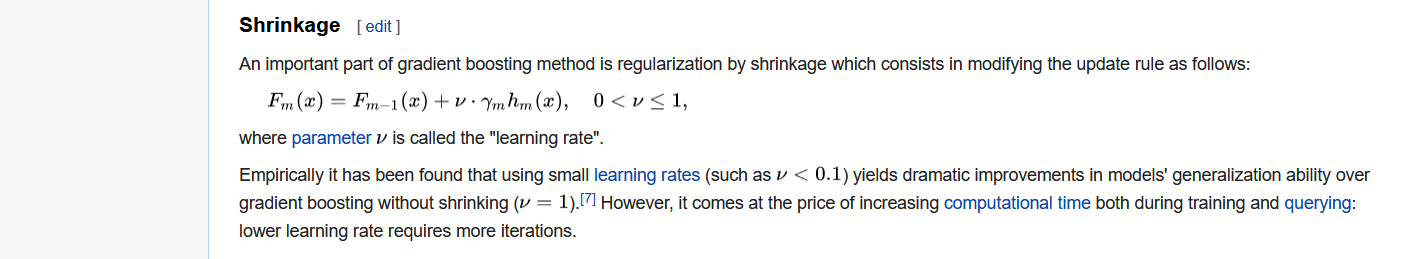 Shrinkage [ edit ]
An important part of gradient boosting method is regularization by shrinkage which consists in modifying the update rule as follows:
Fₘ(x) = Fₘ₋₁(x) + ν · γₘhₘ(x), 0 < ν ≤ 1,
where parameter ν is called the "learning rate".
Empirically it has been found that using small learning rates (such as ν < 0.1) yields dramatic improvements in models' generalization ability over
gradient boosting without shrinking (ν = 1).[7] However, it comes at the price of increasing computational time both during training and querying:
lower learning rate requires more iterations.